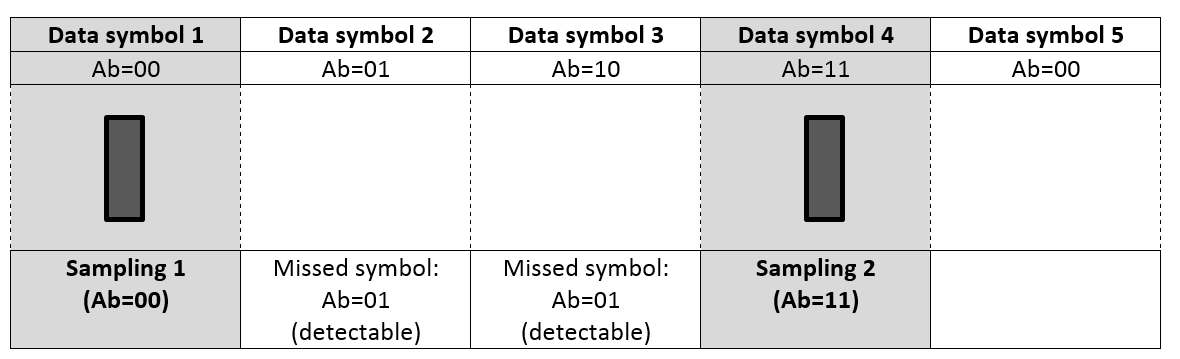 Data symbol 1 Data symbol 2 Data symbol 3 Data symbol 4 Data symbol 5
Ab=00 Ab=01 Ab=10 Ab=11 Ab=00
Sampling 1 Missed symbol: Missed symbol: Sampling 2
(Ab=00) Ab=01 Ab=01 (Ab=11)
(detectable) (detectable)